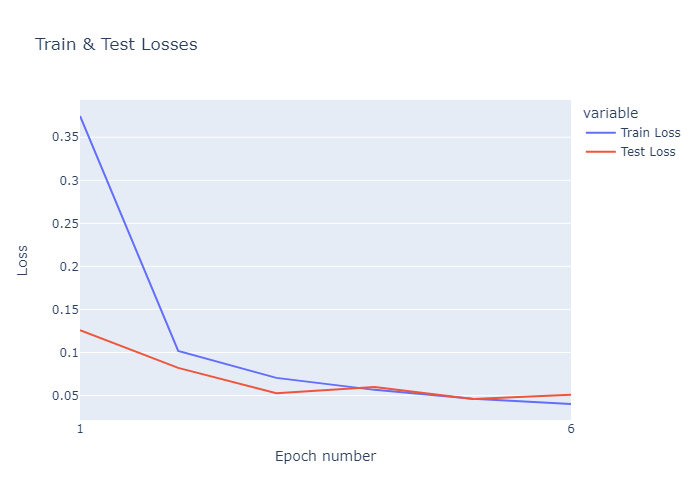 Train & Test Losses
variable
Train Loss
Test Loss
0.35
0.3
0.25
0.2
0.15
0.1
0.05
Loss
1
6
Epoch number